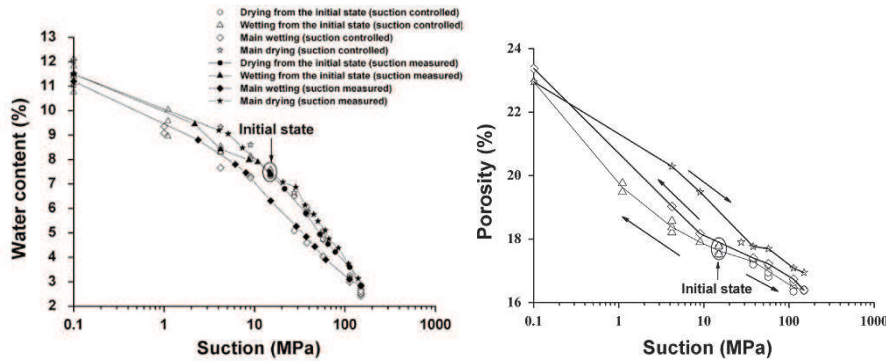 Drying from the initial state (suction controlled)
Wetting from the initial state (suction controlled)
Main wetting (suction controlled)
Main drying (suction controlled)
Drying from the initial state (suction measured)
Wetting from the initial state (suction measured)
Main wetting (suction measured)
Main drying (suction measured)
Water content (%)
13
12
11
10
9
8
7
6
5
4
3
2
Initial state
0.1
1
10
100
1000
Suction (MPa)
Porosity (%)
24
22
20
18
16
Initial state
0.1
1
10
100
1000
Suction (MPa)